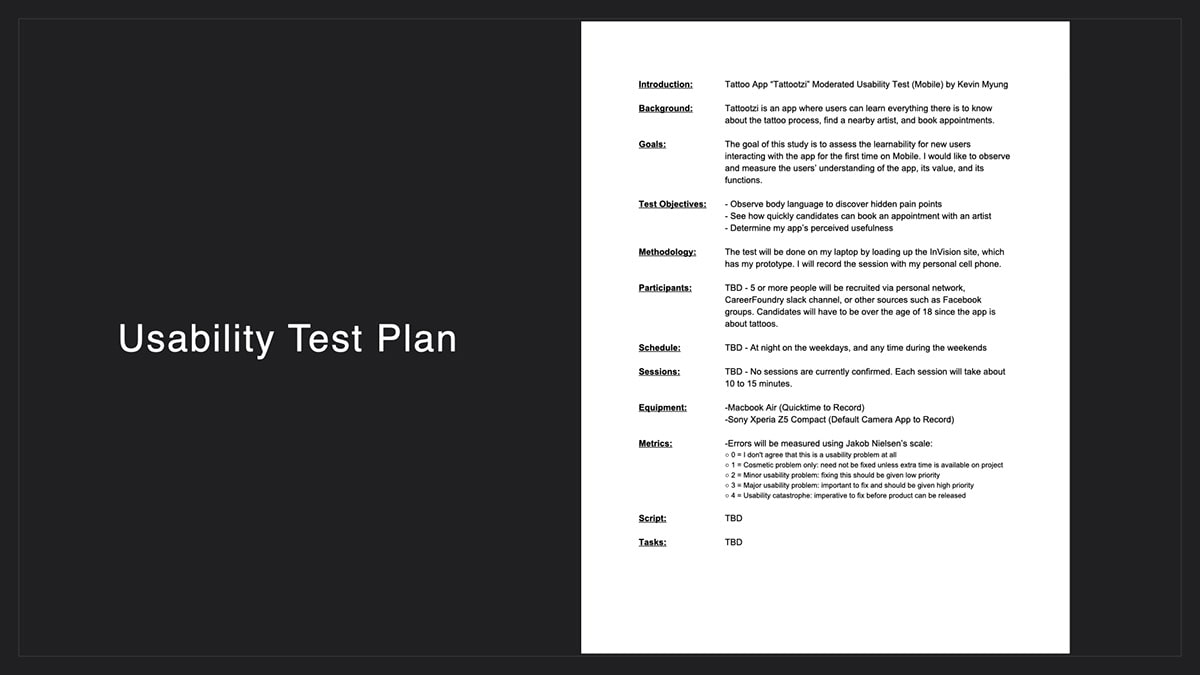 Usability Test Plan
Introduction: Tattoo App "Tattootzi" Moderated Usability Test (Mobile) by Kevin Myung
Background: Tattootzi is an app where users can learn everything there is to know
about the tattoo process, find a nearby artist, and book appointments.
Goals: The goal of this study is to assess the learnability for new users
interacting with the app for the first time on Mobile. I would like to observe
and measure the users' understanding of the app, its value, and its
functions.
Test Objectives: - Observe body language to discover hidden pain points
- See how quickly candidates can book an appointment with an artist
- Determine my app's perceived usefulness
Methodology: The test will be done on my laptop by loading up the InVision site, which
has my prototype. I will record the session with my personal cell phone.
Participants: TBD - 5 or more people will be recruited via personal network,
CareerFoundry slack channel, or other sources such as Facebook
groups. Candidates will have to be over the age of 18 since the app is
about tattoos.
Schedule: TBD - At night on the weekdays, and any time during the weekends
Sessions: TBD - No sessions are currently confirmed. Each session will take about
10 to 15 minutes.
Equipment: -Macbook Air (Quicktime to Record)
-Sony Xperia Z5 Compact (Default Camera App to Record)
Metrics: -Errors will be measured using Jakob Nielsen's scale:
○ 0 = I don't agree that this is a usability problem at all
○ 1 = Cosmetic problem only: need not be fixed unless extra time is available on project
○ 2 = Minor usability problem: fixing this should be given low priority
○ 3 = Major usability problem: important to fix and should be given high priority
○ 4 = Usability catastrophe: imperative to fix before product can be released
Script: TBD
Tasks: TBD